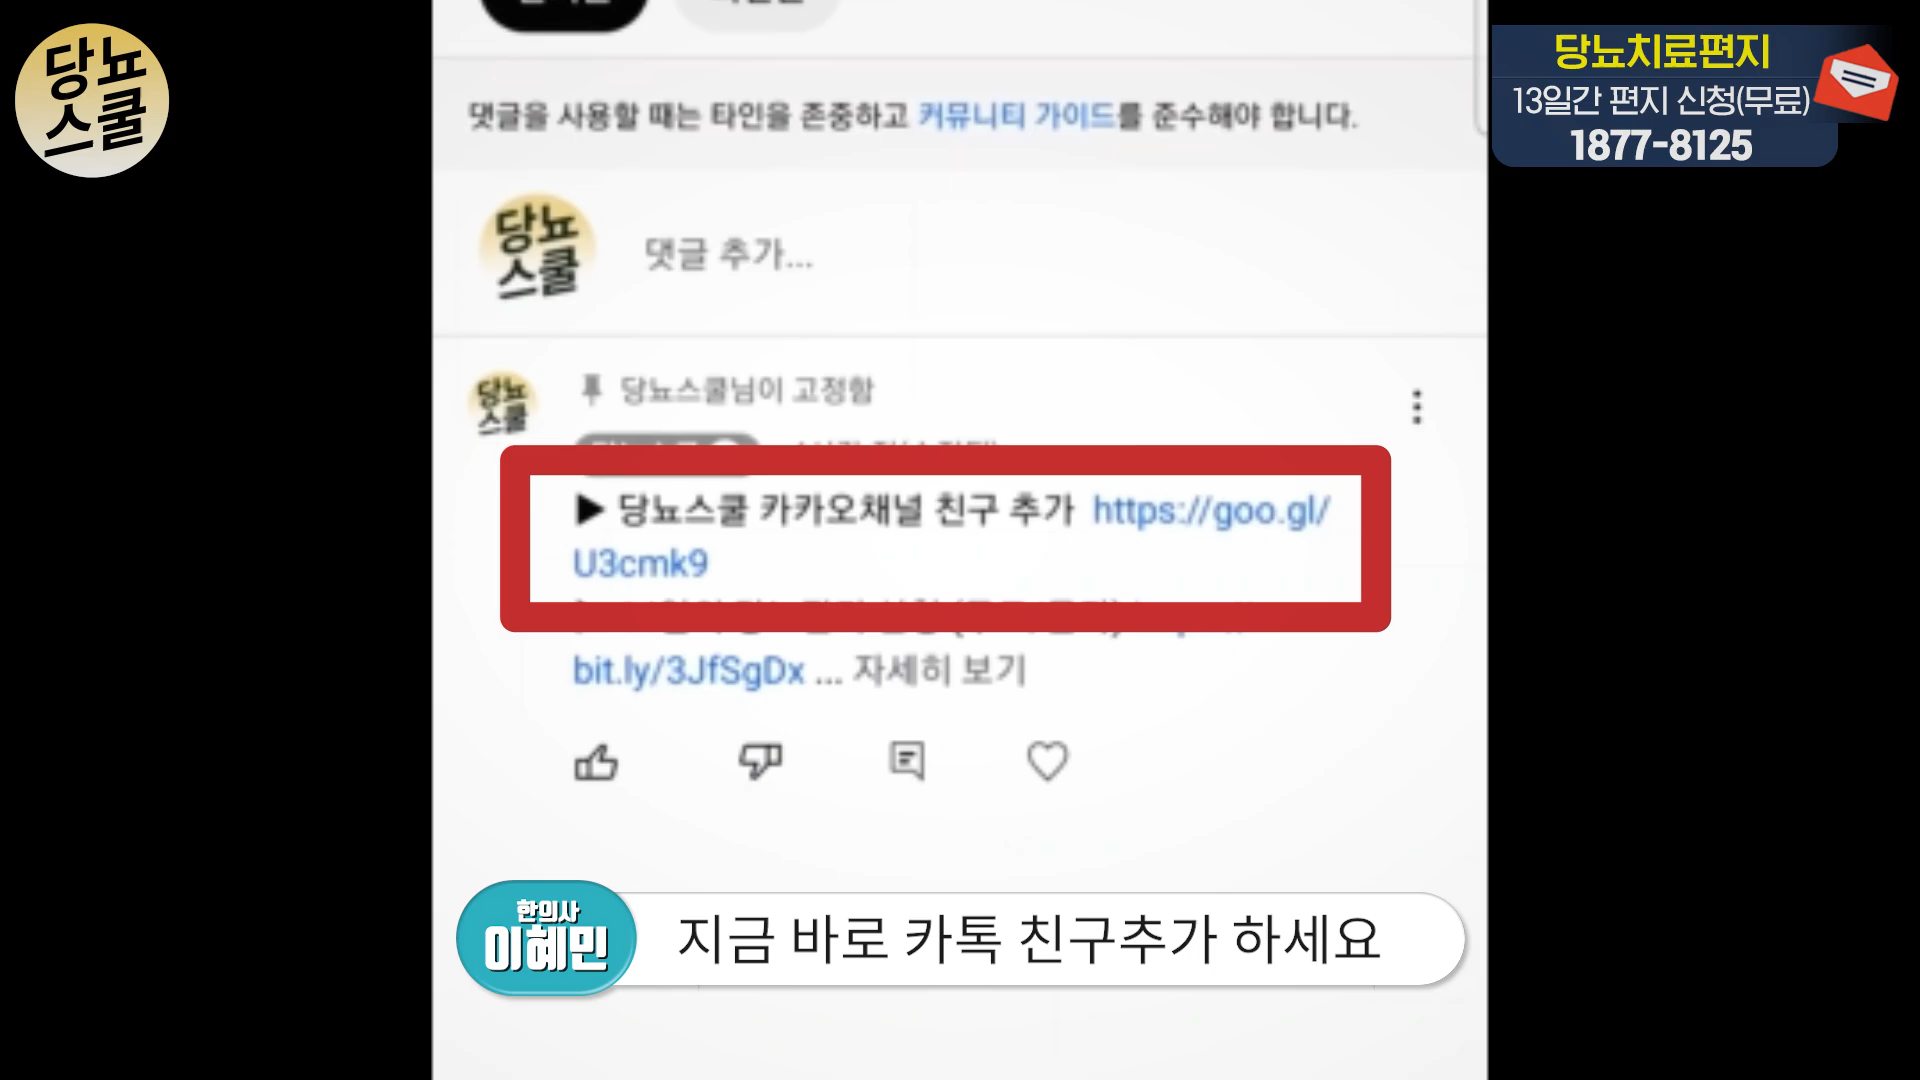 당뇨
스쿨
당뇨치료편지
13일간 편지 신청(무료)
1877-8125
댓글을 사용할 때는 타인을 존중하고 커뮤니티 가이드를 준수해야 합니다.
당뇨
스쿨
댓글 추가...
당뇨
스쿨
당뇨스쿨님이 고정함
▶ 당뇨스쿨 카카오채널 친구 추가 https://goo.gl/
U3cmk9
bit.ly/3JfSgDx ... 자세히 보기
한의사
이혜민
지금 바로 카톡 친구추가 하세요